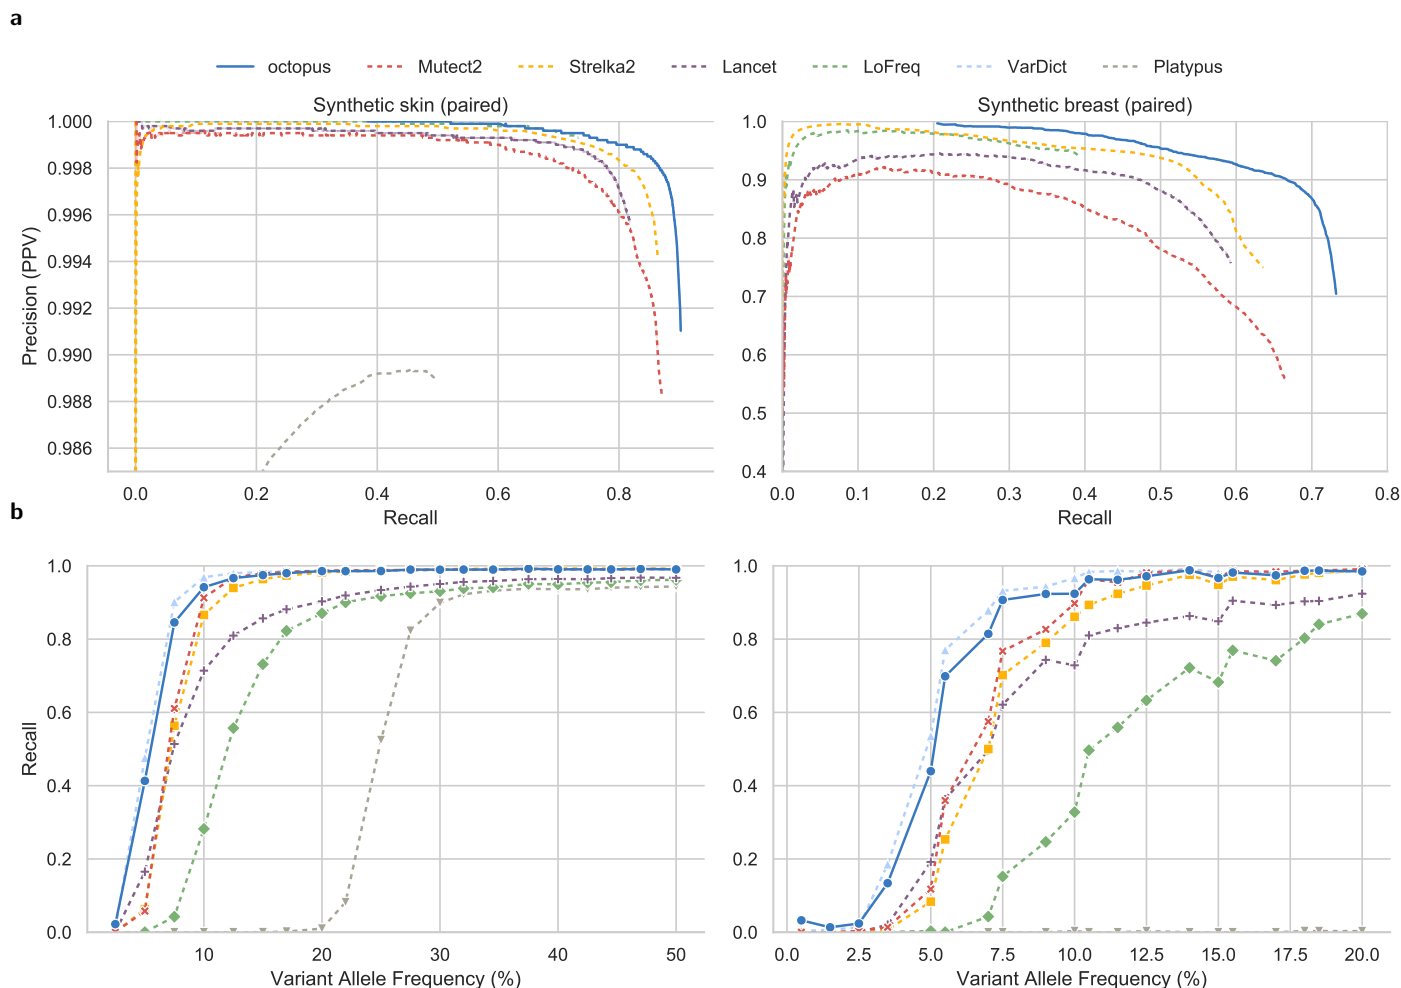 a
octopus Mutect2 Strelka2 Lancet LoFreq VarDict Platypus
Synthetic skin (paired) Synthetic breast (paired)
1.000
0.998
0.996
0.994
0.992
0.990
0.988
0.986
Precision (PPV)
0.0 0.2 0.4 0.6 0.8
Recall
1.0
0.9
0.8
0.7
0.6
0.5
0.4
0.0 0.1 0.2 0.3 0.4 0.5 0.6 0.7 0.8
Recall
b
1.0
0.8
0.6
0.4
0.2
0.0
Recall
10 20 30 40 50
Variant Allele Frequency (%)
1.0
0.8
0.6
0.4
0.2
0.0
0.0 2.5 5.0 7.5 10.0 12.5 15.0 17.5 20.0
Variant Allele Frequency (%)